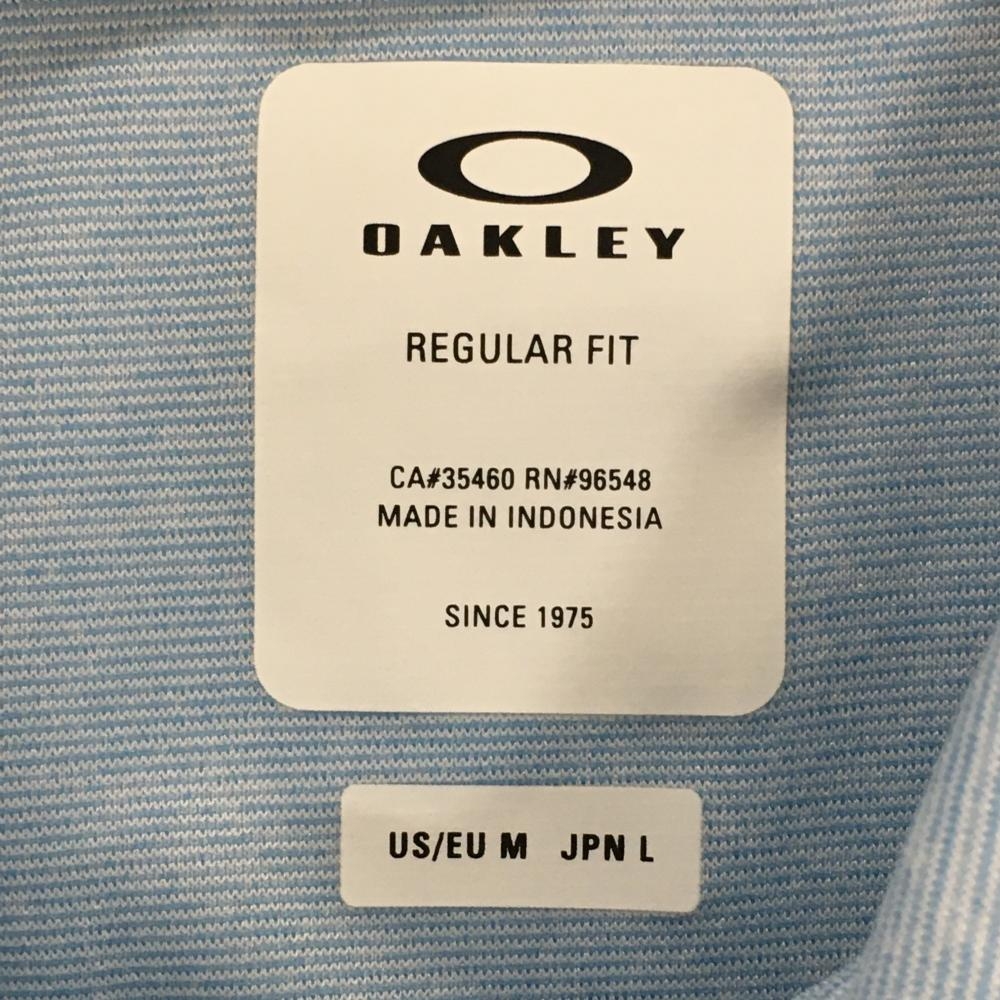 OAKLEY
REGULAR FIT
CA#35460 RN#96548
MADE IN INDONESIA
SINCE 1975
US/EU M JPN L